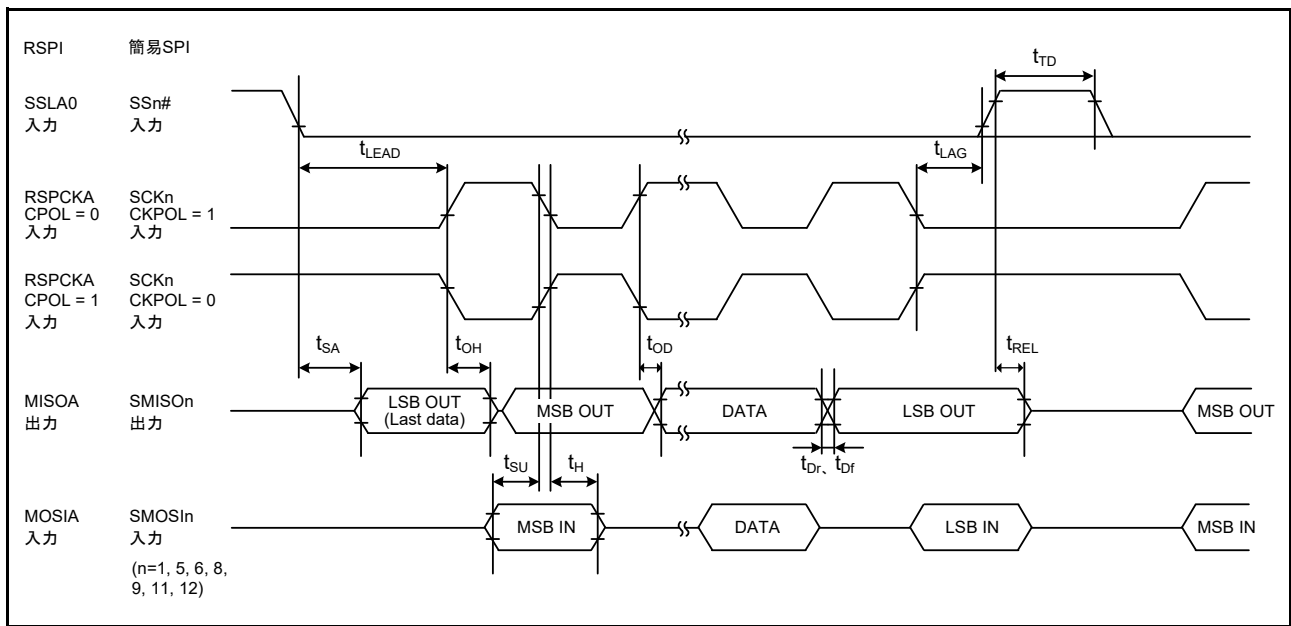 RSPI 簡易SPI
tTD
SSLA0 SSn#
入力 入力
tLEAD tLAG
RSPCKA SCKn
CPOL = 0 CKPOL = 1
入力 入力
RSPCKA SCKn
CPOL = 1 CKPOL = 0
入力 入力
tSA tOH tOD tREL
MISOA SMISOn
出力 出力
LSB OUT
(Last data)
MSB OUT DATA LSB OUT MSB OUT
tSU tH tDr、tDf
MOSIA SMOSIn
入力 入力
MSB IN DATA LSB IN MSB IN
(n=1, 5, 6, 8,
9, 11, 12)